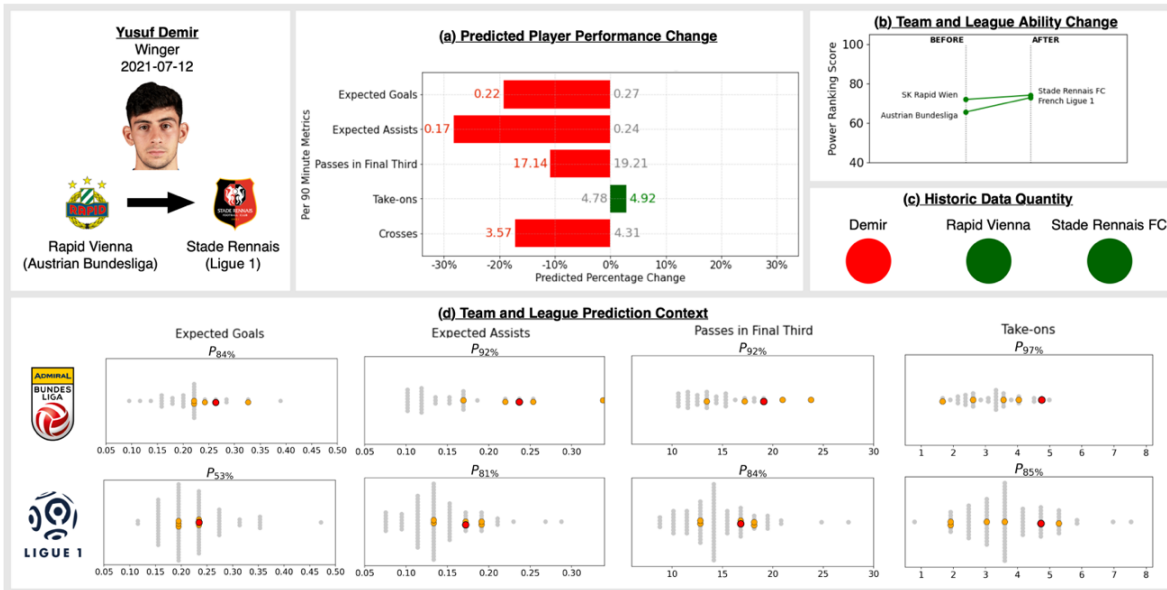 Yusuf Demir
Winger
2021-07-12
RAPID
STADE RENNAIS
Rapid Vienna
(Austrian Bundesliga)
Stade Rennais
(Ligue 1)
(a) Predicted Player Performance Change
Per 90 Minute Metrics
Expected Goals
0.22
0.27
Expected Assists
0.17
0.24
Passes in Final Third
17.14
19.21
Take-ons
4.78
4.92
Crosses
3.57
4.31
-30% -20% -10% 0% 10% 20% 30%
Predicted Percentage Change
(b) Team and League Ability Change
BEFORE AFTER
Power Ranking Score
100
80
60
40
SK Rapid Wien
Austrian Bundesliga
Stade Rennais FC
French Ligue 1
(c) Historic Data Quantity
Demir Rapid Vienna Stade Rennais FC
(d) Team and League Prediction Context
Expected Goals Expected Assists Passes in Final Third Take-ons
P84% P92% P92% P97%
ADMIRAL
BUNDES
LIGA
0.05 0.10 0.15 0.20 0.25 0.30 0.35 0.40 0.45 0.50
0.05 0.10 0.15 0.20 0.25 0.30
10 15 20 25 30
1 2 3 4 5 6 7 8
P53% P81% P84% P85%
LIGUE 1
0.05 0.10 0.15 0.20 0.25 0.30 0.35 0.40 0.45 0.50
0.05 0.10 0.15 0.20 0.25 0.30
10 15 20 25 30
1 2 3 4 5 6 7 8